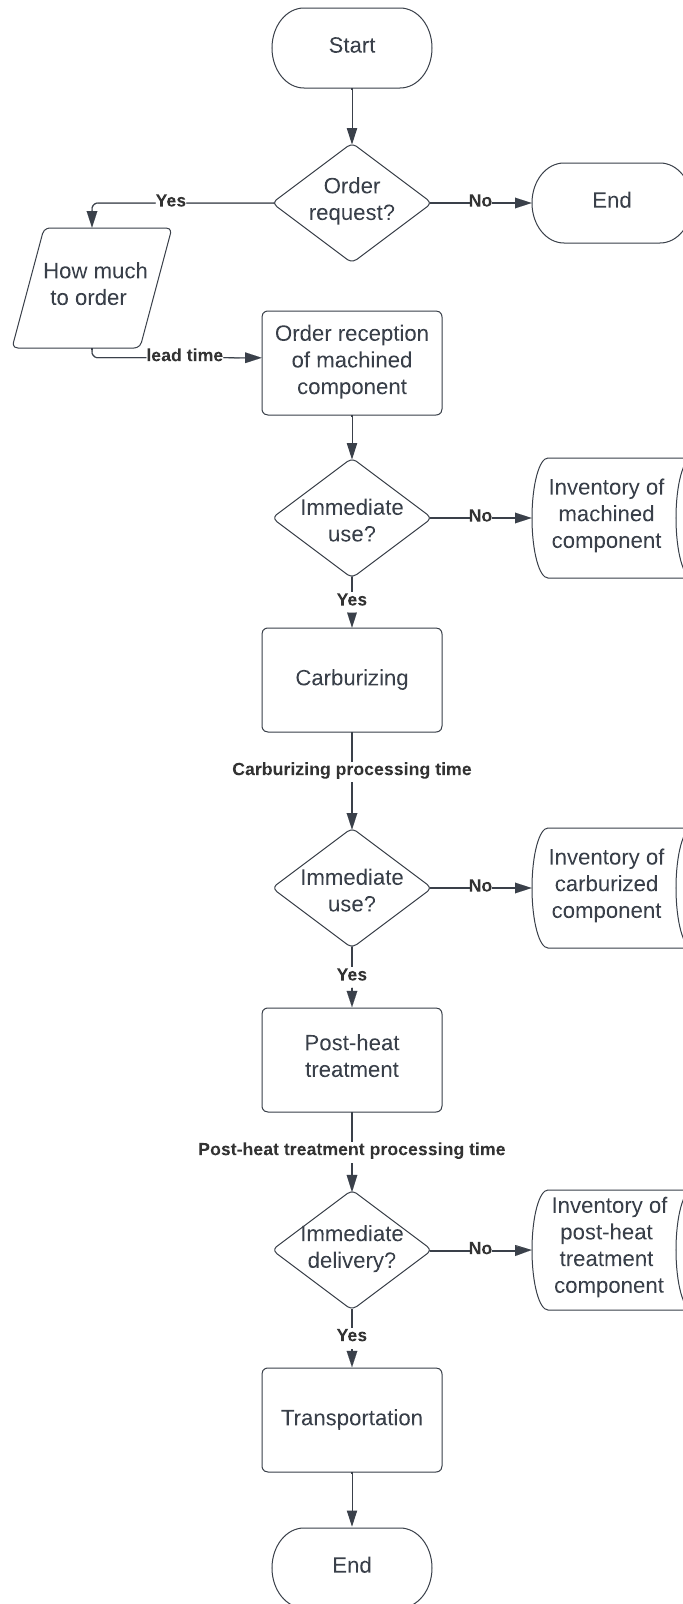 Start
Order
request?
Yes
No
End
How much
to order
lead time
Order reception
of machined
component
Immediate
use?
No
Inventory of
machined
component
Yes
Carburizing
Carburizing processing time
Immediate
use?
No
Inventory of
carburized
component
Yes
Post-heat
treatment
Post-heat treatment processing time
Immediate
delivery?
No
Inventory of
post-heat
treatment
component
Yes
Transportation
End